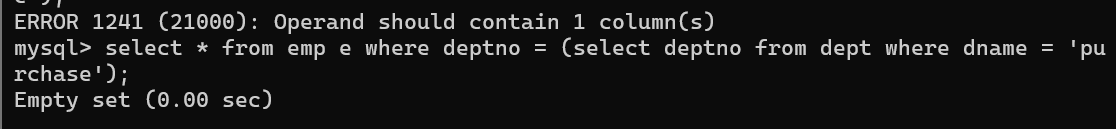 ERROR 1241 (21000): Operand should contain 1 column(s)
mysql> select * from emp e where deptno = (select deptno from dept where dname = 'pu
rchase');
Empty set (0.00 sec)